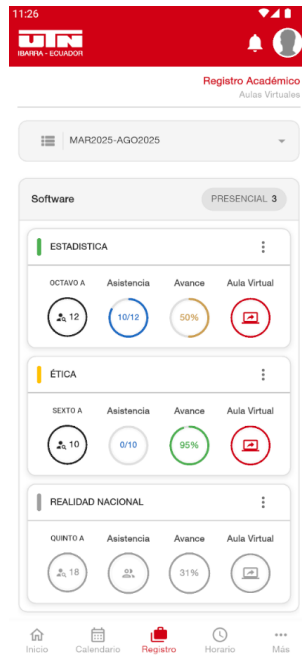 11:26
UTN
IBARRA - ECUADOR
Registro Académico
Aulas Virtuales
MAR2025-AGO2025
Software
PRESENCIAL 3
ESTADISTICA
OCTAVO A Asistencia Avance Aula Virtual
12 10/12 50%
ÉTICA
SEXTO A Asistencia Avance Aula Virtual
10 0/10 95%
REALIDAD NACIONAL
QUINTO A Asistencia Avance Aula Virtual
18 31%
Inicio Calendario Registro Horario Más